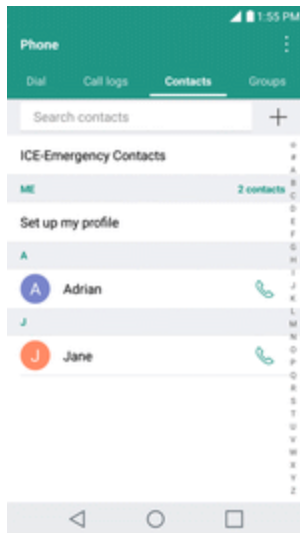 1:55 PM
Phone
Dial Call logs Contacts Groups
Search contacts
ICE-Emergency Contacts
ME 2 contacts
Set up my profile
A
A Adrian
J
J Jane
#
A
B
C
D
E
F
G
H
I
J
K
L
M
N
O
P
Q
R
S
T
U
V
W
X
Y
Z